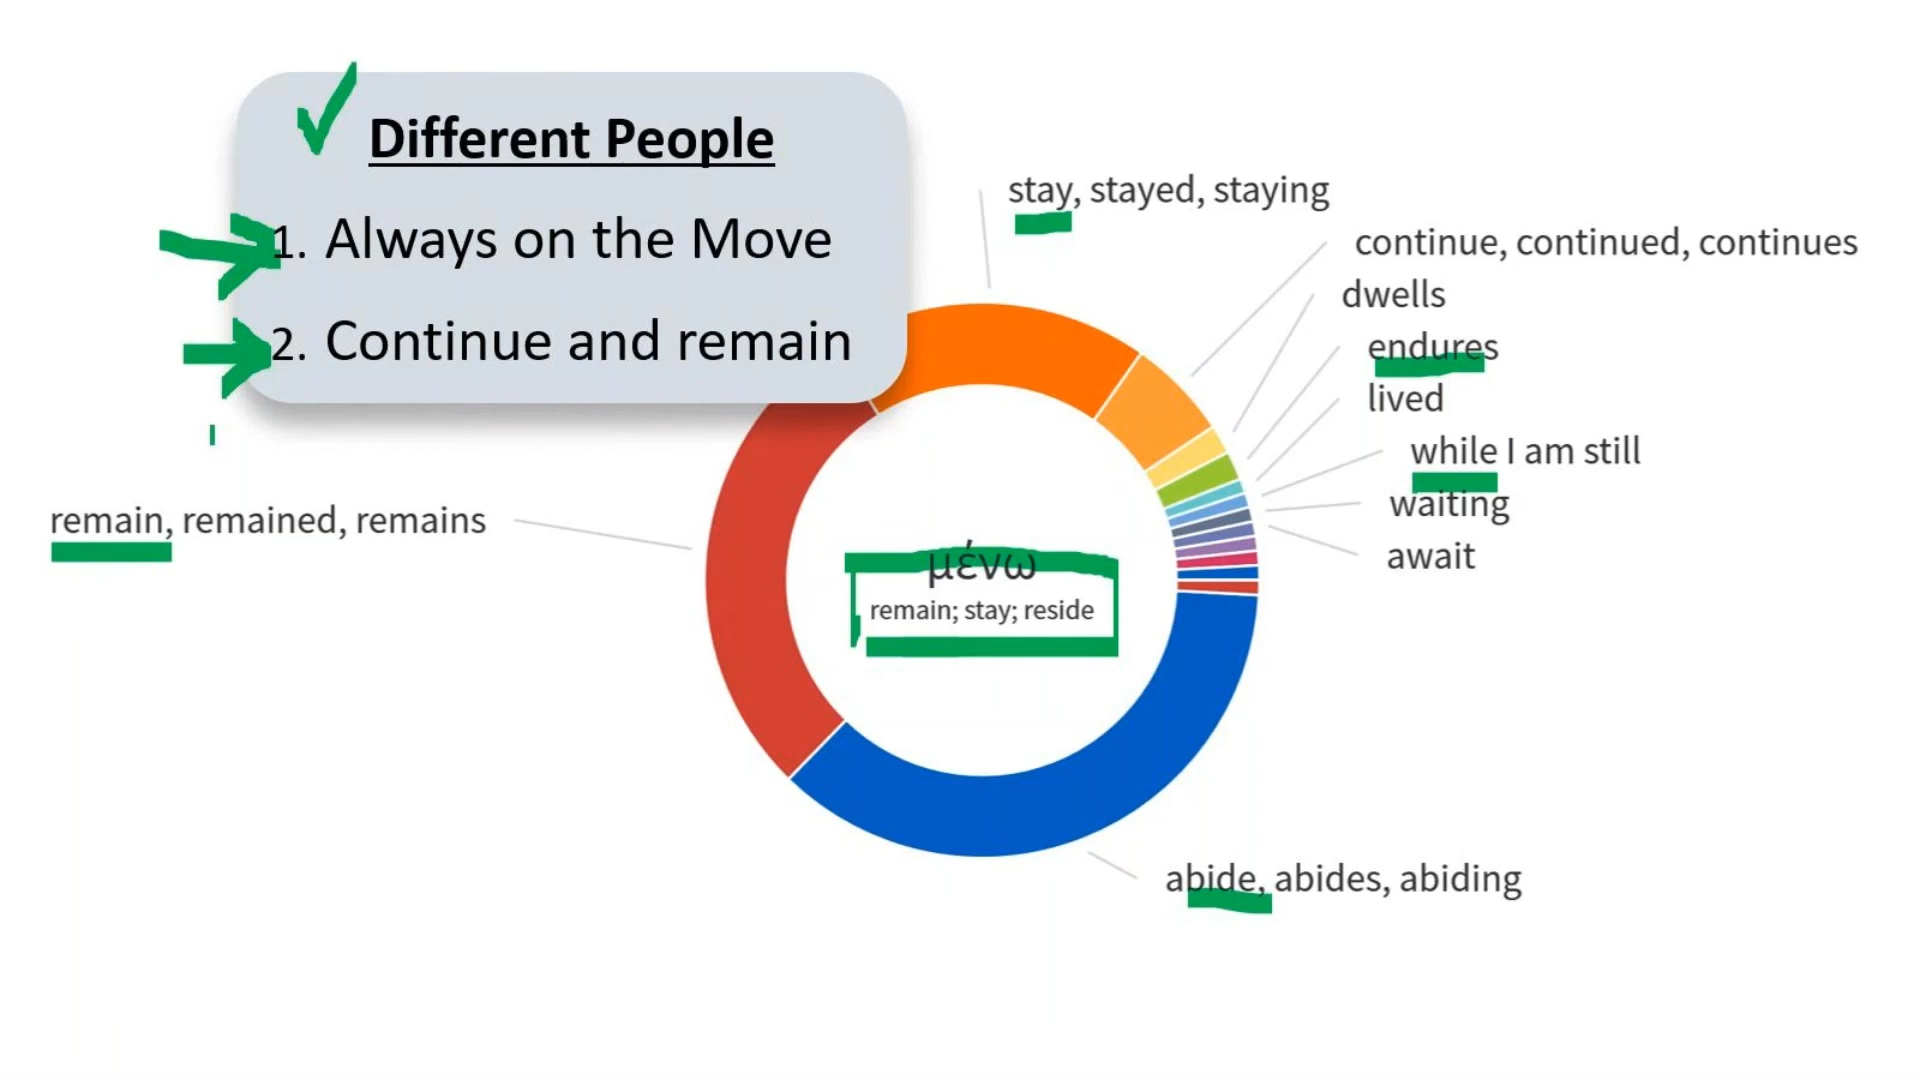 Different People
1. Always on the Move
2. Continue and remain
stay, stayed, staying
continue, continued, continues
dwells
endures
lived
while I am still
waiting
await
remain, remained, remains
μένω
remain; stay; reside
abide, abides, abiding